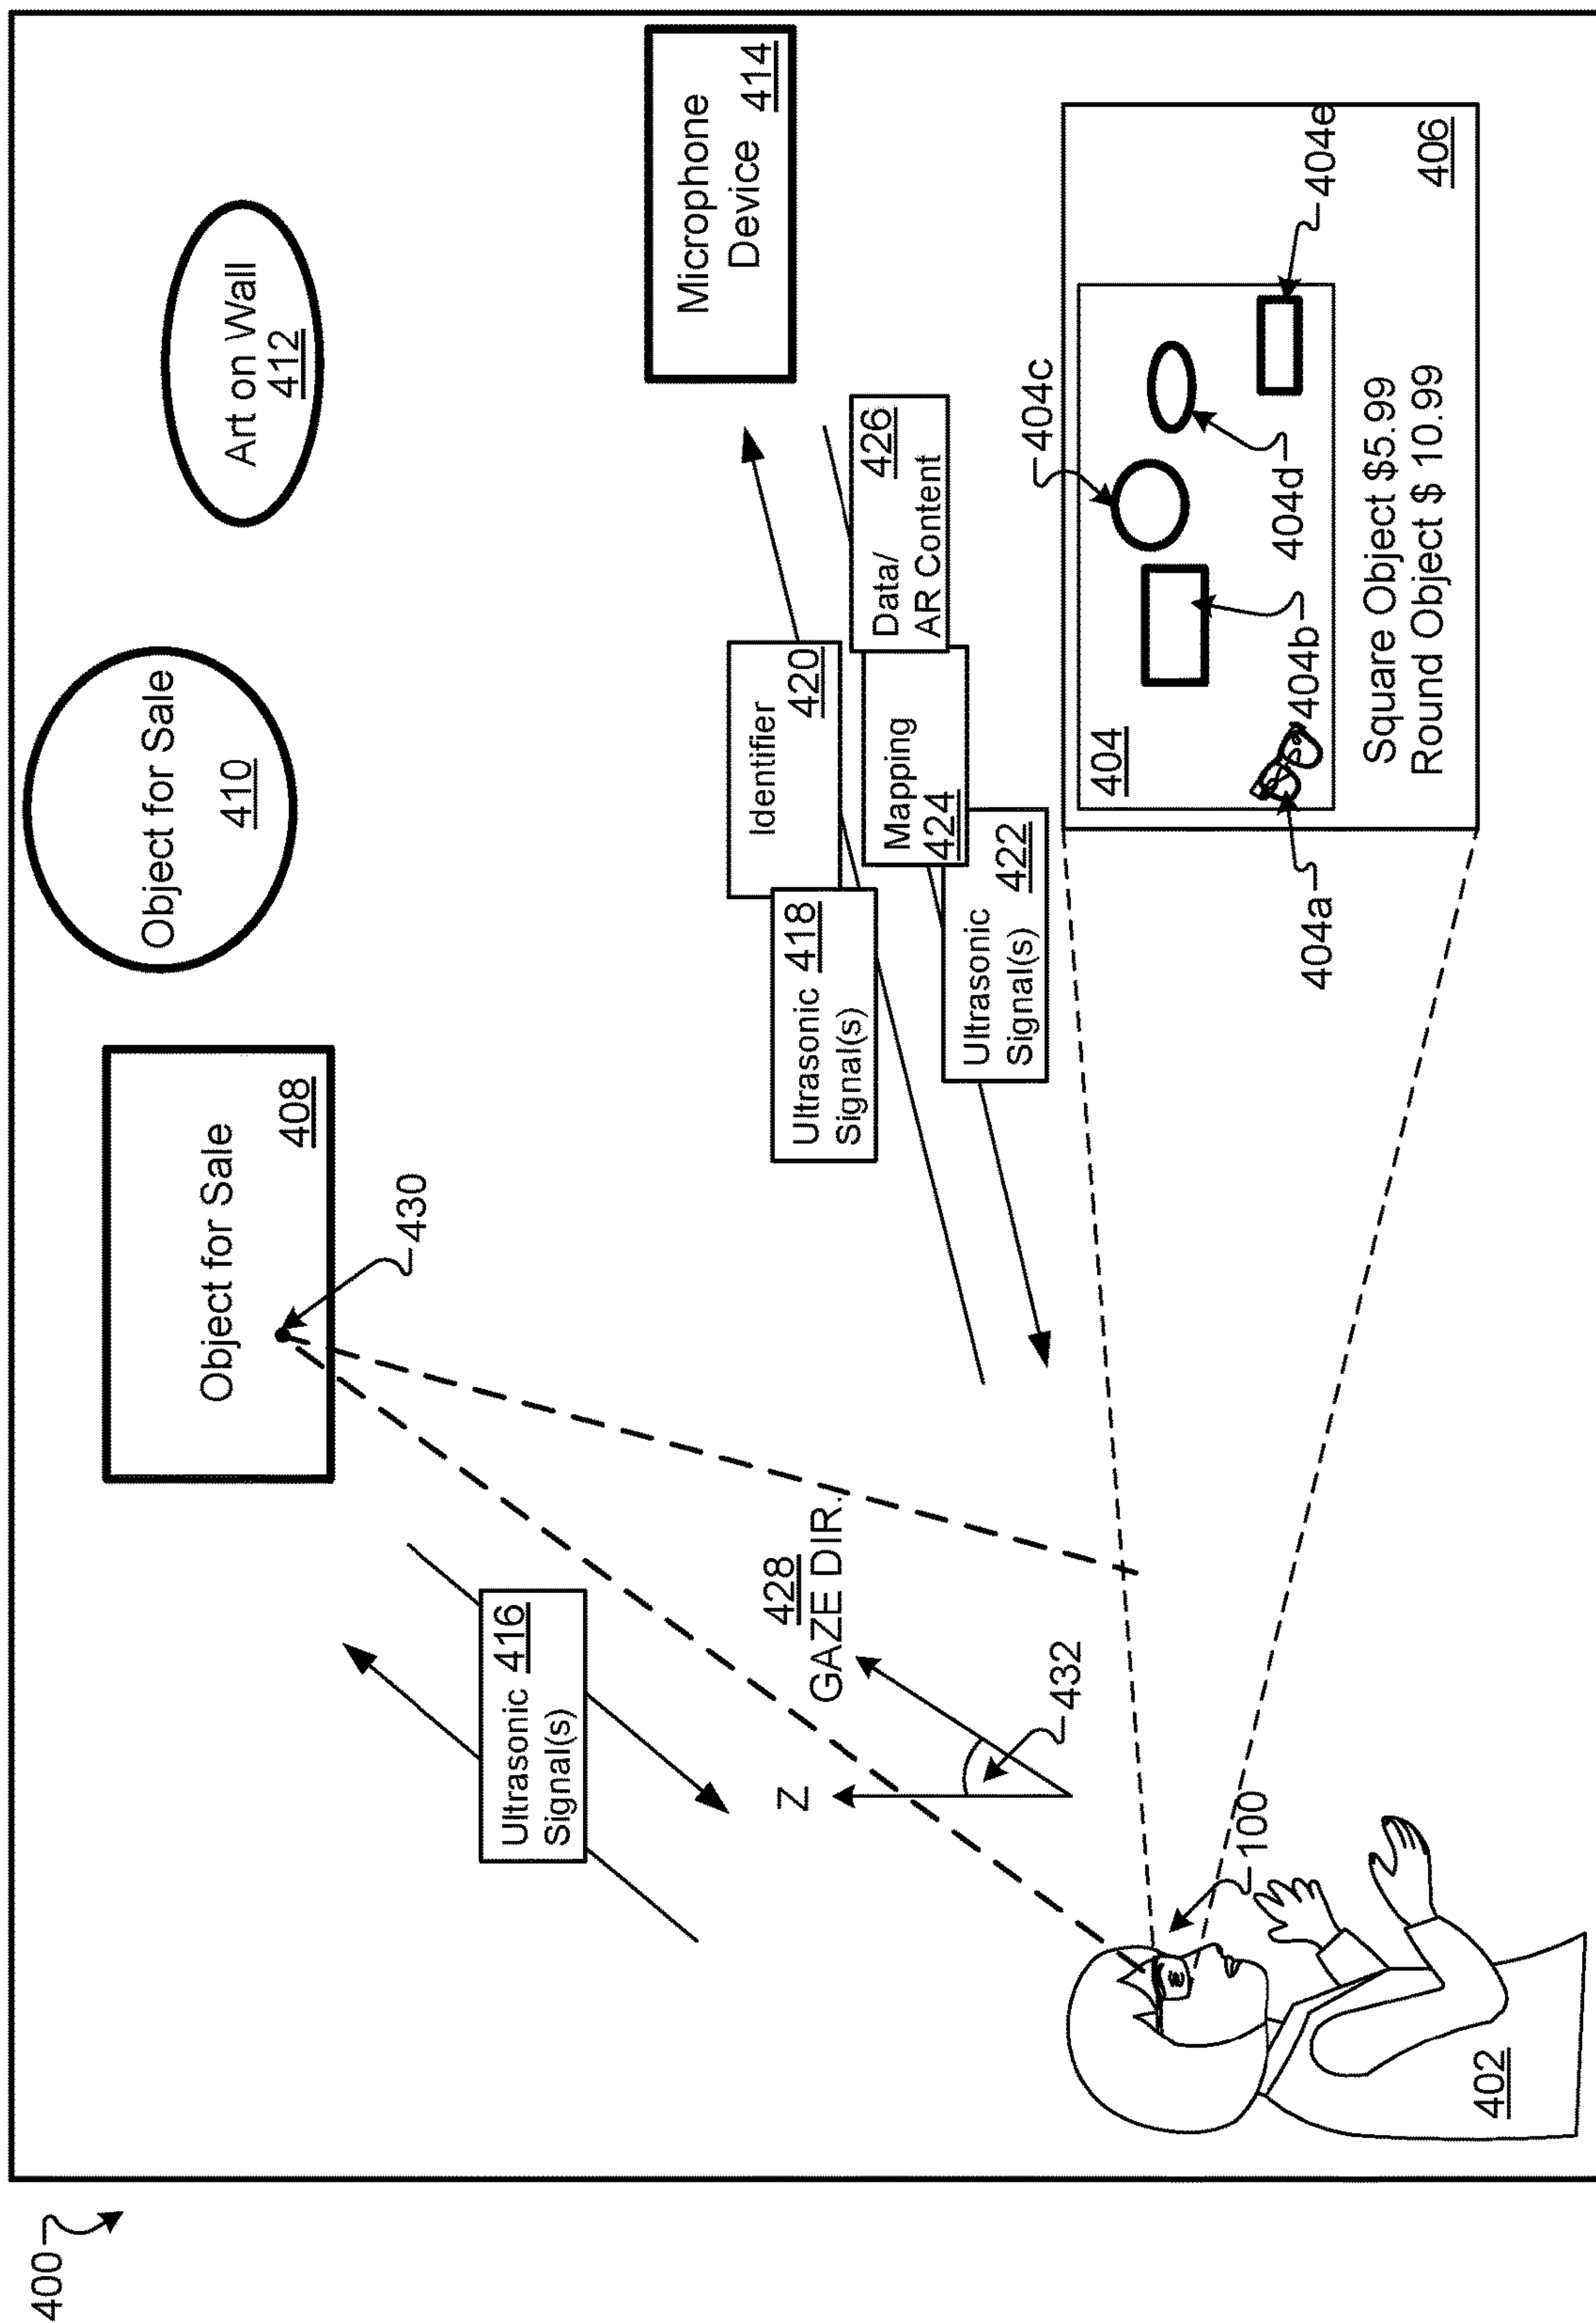 400
Object for Sale
408
430
Object for Sale
410
Art on Wall
412
Ultrasonic 416
Signal(s)
Z
428
GAZE DIR.
432
Microphone
Device 414
Identifier
420
Ultrasonic 418
Signal(s)
Data/ 426
AR Content
Mapping
424
Ultrasonic
Signal(s) 422
100
402
404
404a
404b
404c
404d
404e
Square Object $5.99
Round Object $ 10.99
406